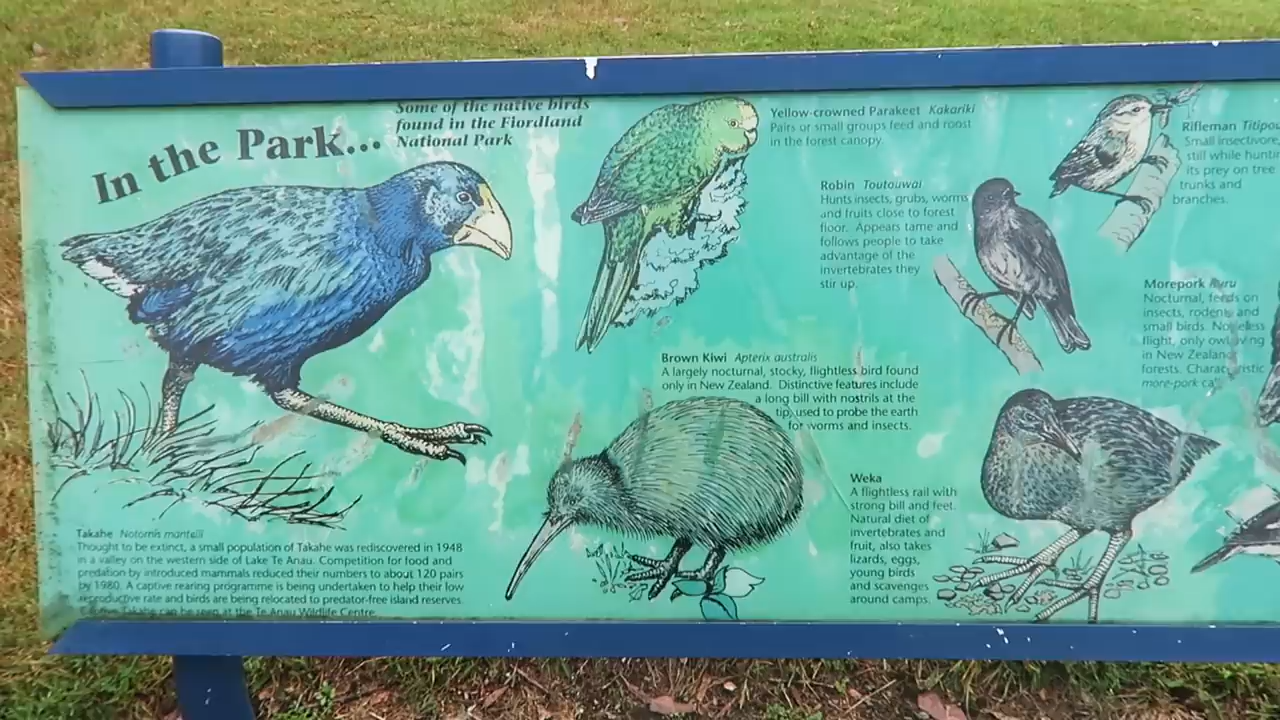 In the Park...
Some of the native birds
found in the Fiordland
National Park
Yellow-crowned Parakeet Kakariki
Pairs or small groups feed and roost
in the forest canopy.
Rifleman
Small insectivore,
still while
its prey on tree
trunks and
branches.
Robin Toutouwai
Hunts insects, grubs, worms
and fruits close to forest
floor. Appears tame and
follows people to take
advantage of the
invertebrates they
stir up.
Morepork Ruru
Nocturnal, feeds on
insects, rodents and
small birds. Noiseless
flight, only owl living
in New Zealand
forests. Characteristic
more-pork
Brown Kiwi Apterix australis
A largely nocturnal, stocky, flightless bird found
only in New Zealand. Distinctive features include
a long bill with nostrils at the
tip, used to probe the earth
for worms and insects.
Weka
A flightless rail with
strong bill and feet.
Natural diet of
invertebrates and
fruit, also takes
lizards, eggs,
young birds
and scavenges
around camps.
Takahe Notornis mantelli
Thought to be extinct, a small population of Takahe was rediscovered in 1948
in a valley on the western side of Lake Te Anau. Competition for food and
predation by introduced mammals reduced their numbers to about 120 pairs
by 1980. A captive rearing programme is being undertaken to help their low
reproductive rate and birds are being relocated to predator-free island reserves.
Captive Takahe can be seen at the Te Anau Wildlife Centre.